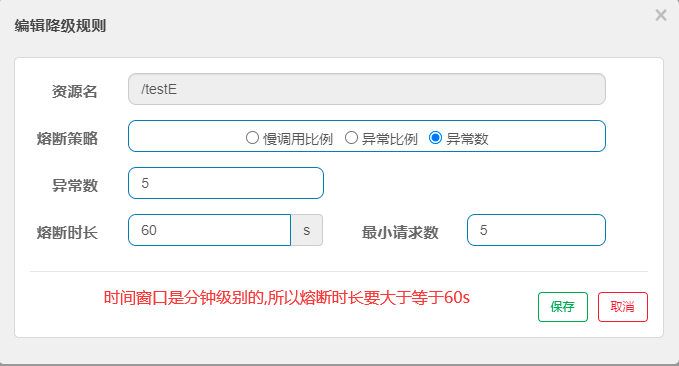 编辑降级规则
×
资源名 /testE
熔断策略 慢调用比例 异常比例 异常数
异常数 5
熔断时长 60 s 最小请求数 5
时间窗口是分钟级别的,所以熔断时长要大于等于60s
保存 取消